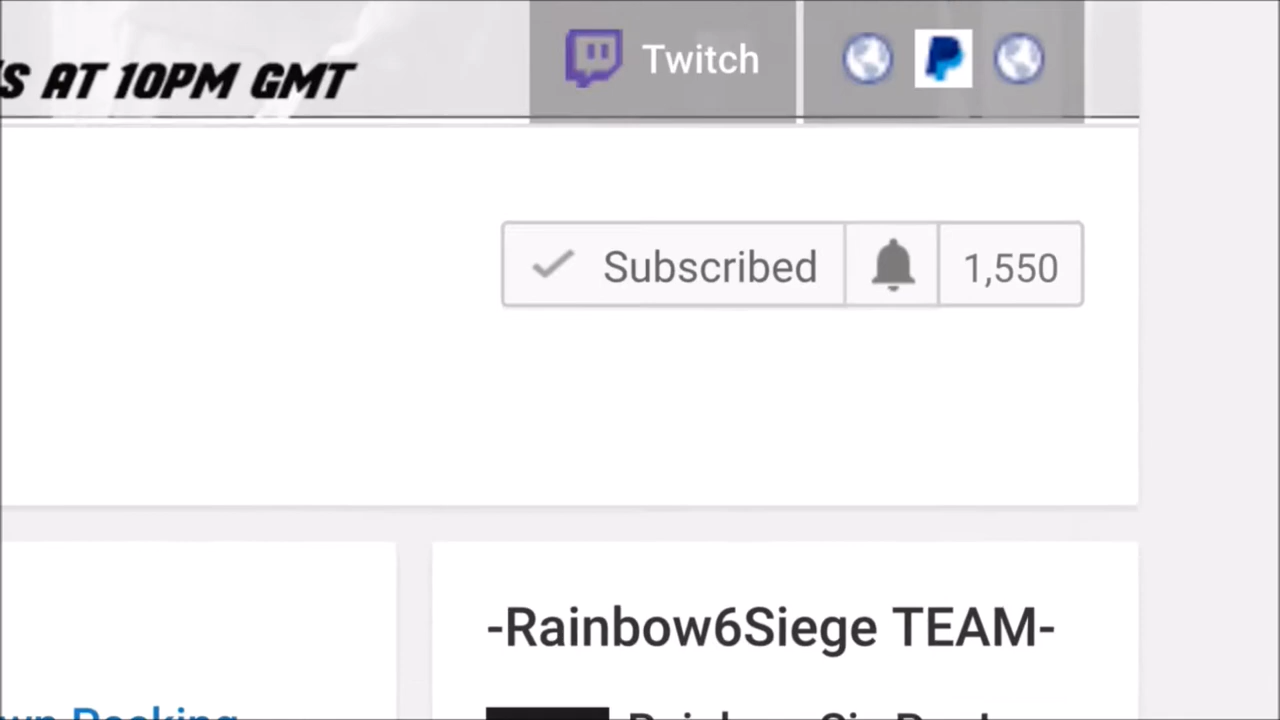 S AT 10PM GMT
Twitch
Subscribed
1,550
-Rainbow6Siege TEAM-